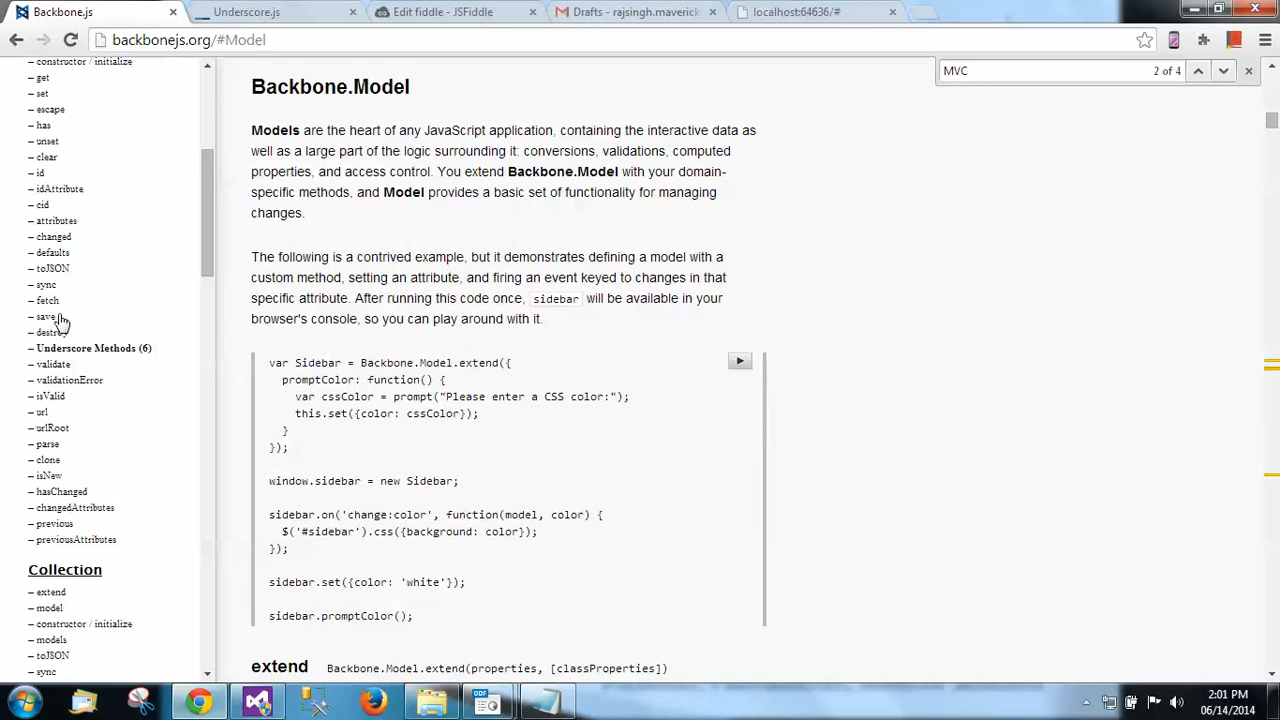 Backbone.js
Underscore.js
Edit fiddle - JSFiddle
Drafts - rajsingh.maverick
localhost:64636/#
backbonejs.org/#Model
MVC
2 of 4
constructor / initialize
– get
– set
– escape
– has
– unset
– clear
– id
– idAttribute
– cid
– attributes
– changed
– defaults
– toJSON
– sync
– fetch
– save
– destroy
– Underscore Methods (6)
– validate
– validationError
– isValid
– url
– urlRoot
– parse
– clone
– isNew
– hasChanged
– changedAttributes
– previous
– previousAttributes
Collection
– extend
– model
– constructor / initialize
– models
– toJSON
– sync
Backbone.Model
Models are the heart of any JavaScript application, containing the interactive data as
well as a large part of the logic surrounding it: conversions, validations, computed
properties, and access control. You extend Backbone.Model with your domain-
specific methods, and Model provides a basic set of functionality for managing
changes.
The following is a contrived example, but it demonstrates defining a model with a
custom method, setting an attribute, and firing an event keyed to changes in that
specific attribute. After running this code once, sidebar will be available in your
browser's console, so you can play around with it.
var Sidebar = Backbone.Model.extend({
promptColor: function() {
var cssColor = prompt("Please enter a CSS color:");
this.set({color: cssColor});
}
});
window.sidebar = new Sidebar;
sidebar.on('change:color', function(model, color) {
$('#sidebar').css({background: color});
});
sidebar.set({color: 'white'});
sidebar.promptColor();
extend Backbone.Model.extend(properties, [classProperties])
ODF
2:01 PM
06/14/2014